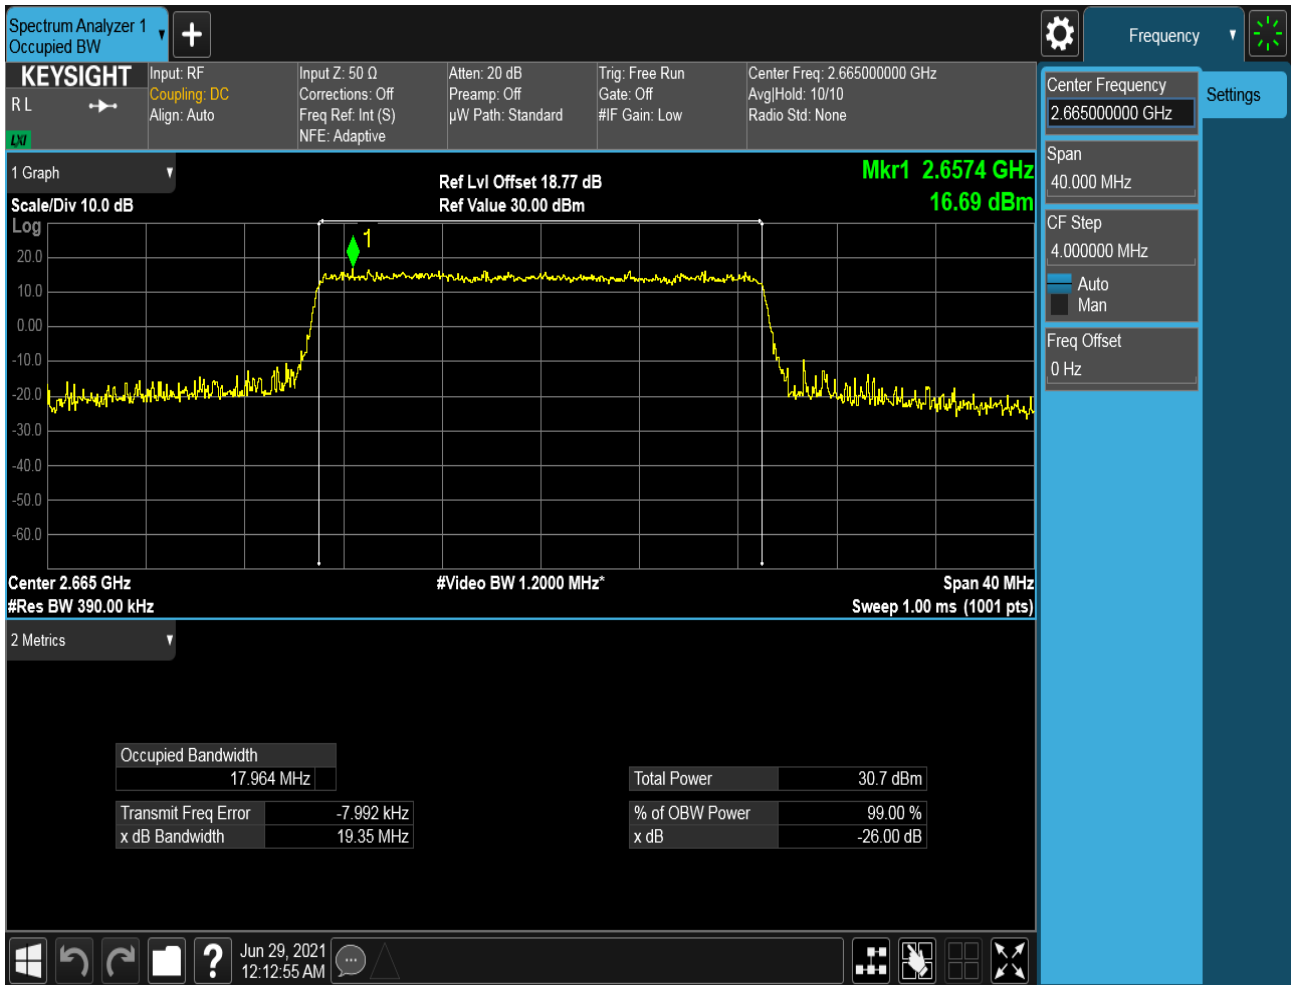 Spectrum Analyzer 1
Occupied BW
+
Frequency
KEYSIGHT
R L
LXI
Input: RF
Coupling: DC
Align: Auto
Input Z: 50 Ω
Corrections: Off
Freq Ref: Int (S)
NFE: Adaptive
Atten: 20 dB
Preamp: Off
µW Path: Standard
Trig: Free Run
Gate: Off
#IF Gain: Low
Center Freq: 2.665000000 GHz
Avg|Hold: 10/10
Radio Std: None
Center Frequency
2.665000000 GHz
Settings
Span
40.000 MHz
CF Step
4.000000 MHz
Auto
Man
Freq Offset
0 Hz
1 Graph
Scale/Div 10.0 dB
Log
Ref Lvl Offset 18.77 dB
Ref Value 30.00 dBm
Mkr1 2.6574 GHz
16.69 dBm
1
20.0
10.0
0.00
-10.0
-20.0
-30.0
-40.0
-50.0
-60.0
Center 2.665 GHz
#Res BW 390.00 kHz
#Video BW 1.2000 MHz*
Span 40 MHz
Sweep 1.00 ms (1001 pts)
2 Metrics
Occupied Bandwidth
17.964 MHz
Transmit Freq Error -7.992 kHz
x dB Bandwidth 19.35 MHz
Total Power 30.7 dBm
% of OBW Power 99.00 %
x dB -26.00 dB
?
Jun 29, 2021
12:12:55 AM